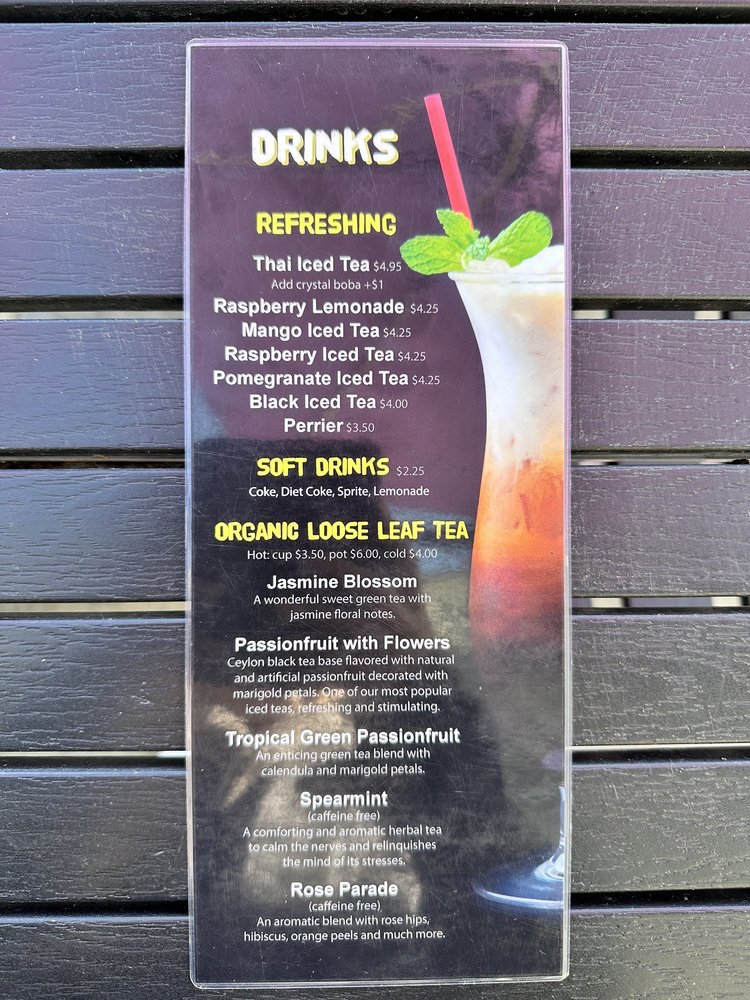 DRINKS
REFRESHING
Thai Iced Tea $4.95
Add crystal boba +$1
Raspberry Lemonade $4.25
Mango Iced Tea $4.25
Raspberry Iced Tea $4.25
Pomegranate Iced Tea $4.25
Black Iced Tea $4.00
Perrier $3.50
SOFT DRINKS $2.25
Coke, Diet Coke, Sprite, Lemonade
ORGANIC LOOSE LEAF TEA
Hot: cup $3.50, pot $6.00, cold $4.00
Jasmine Blossom
A wonderful sweet green tea with
jasmine floral notes.
Passionfruit with Flowers
Ceylon black tea base flavored with natural
and artificial passionfruit decorated with
marigold petals. One of our most popular
iced teas, refreshing and stimulating.
Tropical Green Passionfruit
An enticing green tea blend with
calendula and marigold petals.
Spearmint
(caffeine free)
A comforting and aromatic herbal tea
to calm the nerves and relinquishes
the mind of its stresses.
Rose Parade
(caffeine free)
An aromatic blend with rose hips,
hibiscus, orange peels and much more.